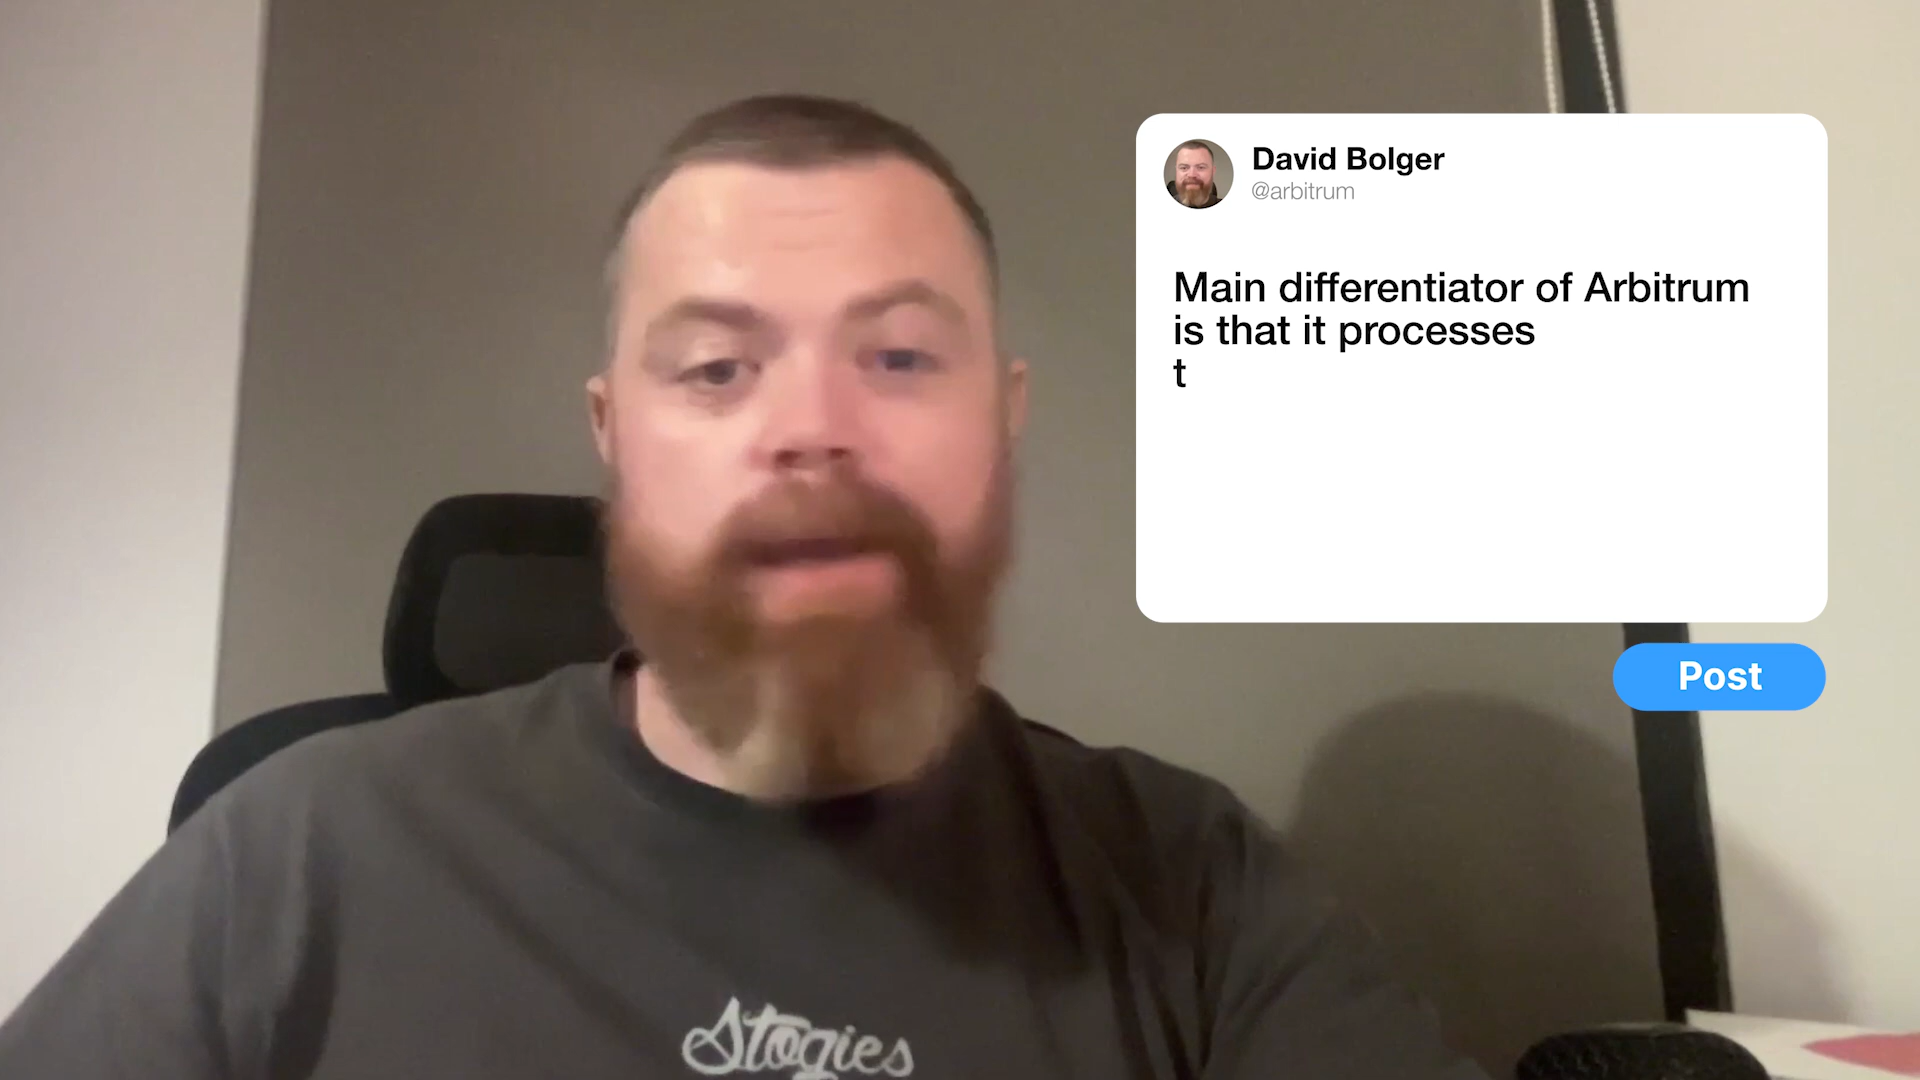 David Bolger
@arbitrum
Main differentiator of Arbitrum
is that it processes
t
Post
Stogies